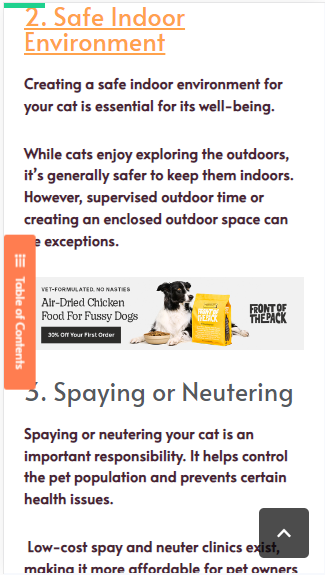 2. Safe Indoor
Environment
Creating a safe indoor environment for
your cat is essential for its well-being.
While cats enjoy exploring the outdoors,
it's generally safer to keep them indoors.
However, supervised outdoor time or
creating an enclosed outdoor space can
exceptions.
Table of Contents
VET-FORMULATED, NO NASTIES
Air-Dried Chicken
Food For Fussy Dogs
30% Off Your First Order
FRONT OF
THE PACK
3. Spaying or Neutering
Spaying or neutering your cat is an
important responsibility. It helps control
the pet population and prevents certain
health issues.
Low-cost spay and neuter clinics exist,
making it more affordable for pet owners